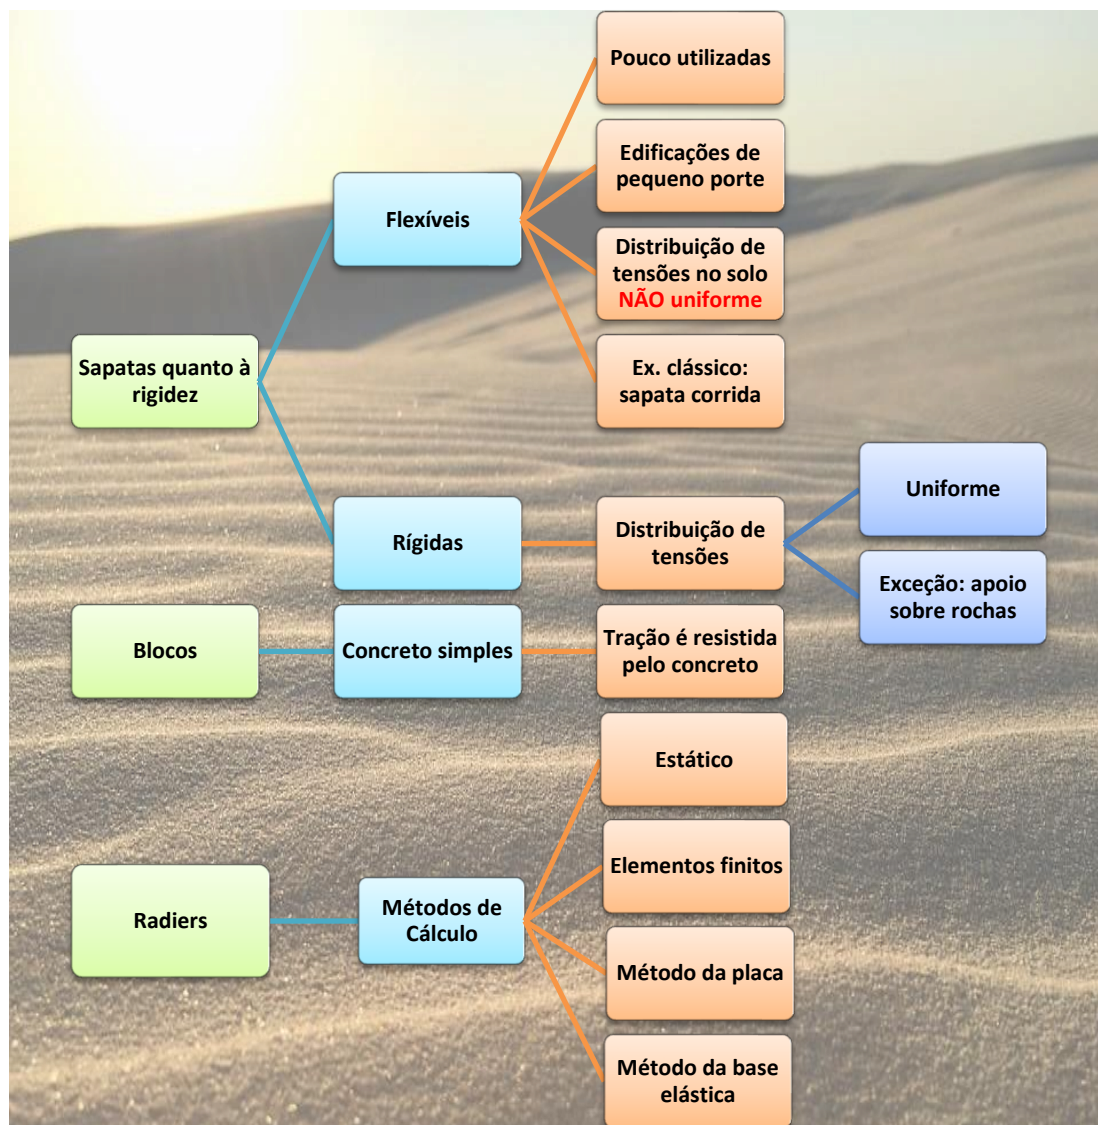 Pouco utilizadas
Edificações de
pequeno porte
Flexíveis
Distribuição de
tensões no solo
NÃO uniforme
Sapatas quanto à
rigidez
Ex. clássico:
sapata corrida
Uniforme
Rígidas
Distribuição de
tensões
Exceção: apoio
sobre rochas
Blocos
Concreto simples
Tração é resistida
pelo concreto
Estático
Elementos finitos
Radiers
Métodos de
Cálculo
Método da placa
Método da base
elástica